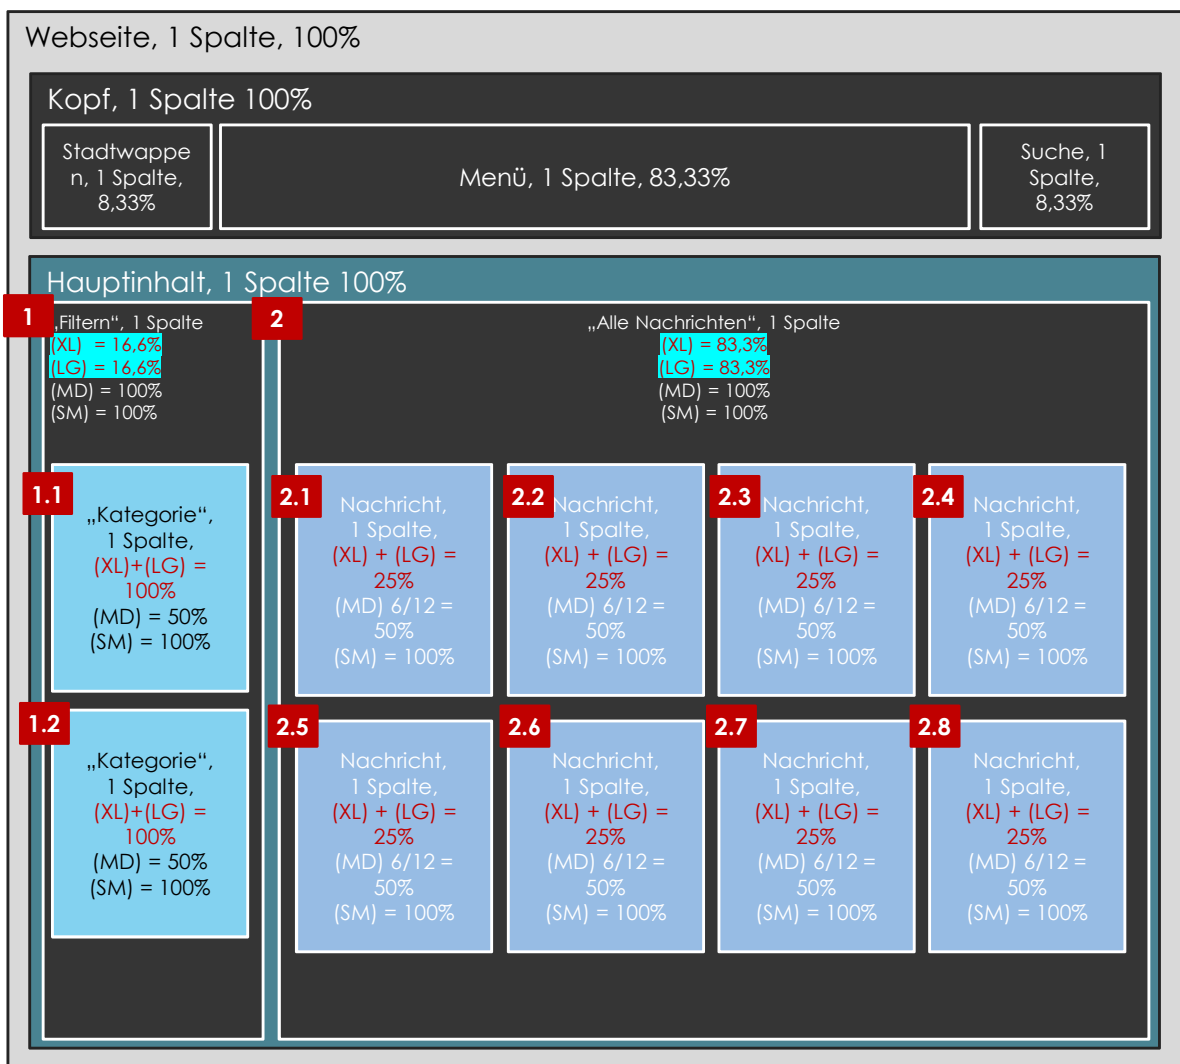 Webseite, 1 Spalte, 100%
Kopf, 1 Spalte 100%
Stadtwappe
n, 1 Spalte,
8,33%
Menü, 1 Spalte, 83,33%
Suche, 1
Spalte,
8,33%
Hauptinhalt, 1 Spalte 100%
1
„Filtern“, 1 Spalte
(XL) = 16,6%
(LG) = 16,6%
(MD) = 100%
(SM) = 100%
1.1
„Kategorie“,
1 Spalte,
(XL)+(LG) =
100%
(MD) = 50%
(SM) = 100%
1.2
„Kategorie“,
1 Spalte,
(XL)+(LG) =
100%
(MD) = 50%
(SM) = 100%
2
„Alle Nachrichten“, 1 Spalte
(XL) = 83,3%
(LG) = 83,3%
(MD) = 100%
(SM) = 100%
2.1
Nachricht,
1 Spalte,
(XL) + (LG) =
25%
(MD) 6/12 =
50%
(SM) = 100%
2.2
Nachricht,
1 Spalte,
(XL) + (LG) =
25%
(MD) 6/12 =
50%
(SM) = 100%
2.3
Nachricht,
1 Spalte,
(XL) + (LG) =
25%
(MD) 6/12 =
50%
(SM) = 100%
2.4
Nachricht,
1 Spalte,
(XL) + (LG) =
25%
(MD) 6/12 =
50%
(SM) = 100%
2.5
Nachricht,
1 Spalte,
(XL) + (LG) =
25%
(MD) 6/12 =
50%
(SM) = 100%
2.6
Nachricht,
1 Spalte,
(XL) + (LG) =
25%
(MD) 6/12 =
50%
(SM) = 100%
2.7
Nachricht,
1 Spalte,
(XL) + (LG) =
25%
(MD) 6/12 =
50%
(SM) = 100%
2.8
Nachricht,
1 Spalte,
(XL) + (LG) =
25%
(MD) 6/12 =
50%
(SM) = 100%